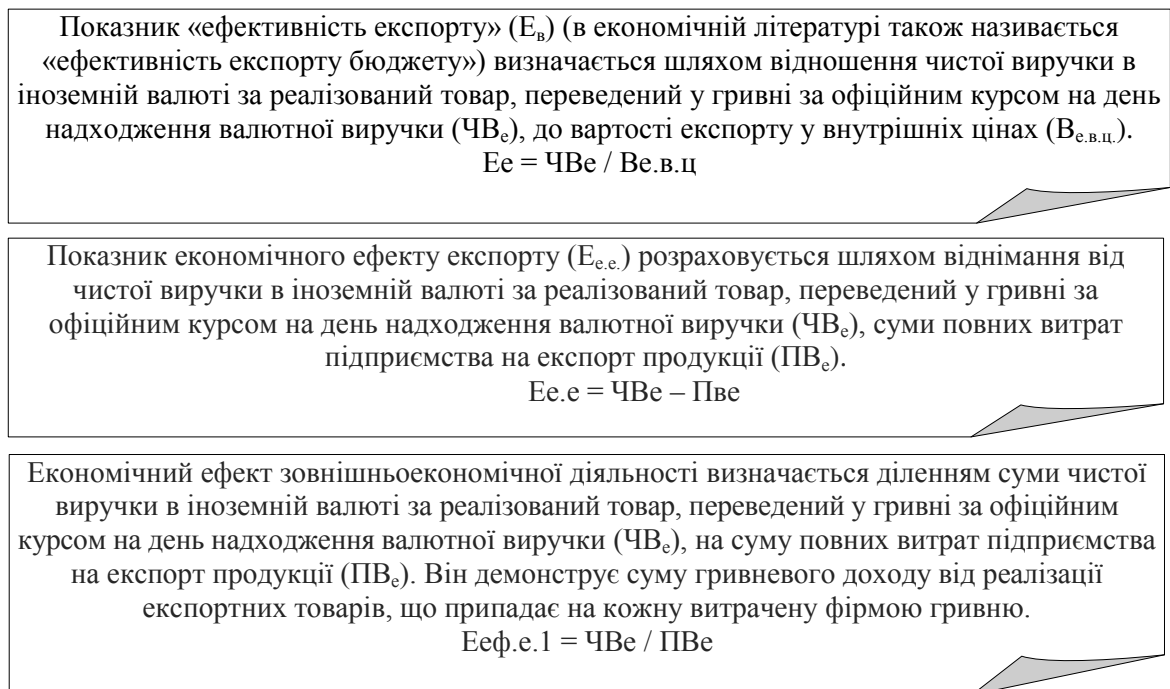 Показник «ефективність експорту» (Ев) (в економічній літературі також називається
«ефективність експорту бюджету») визначається шляхом відношення чистої виручки в
іноземній валюті за реалізований товар, переведений у гривні за офіційним курсом на день
надходження валютної виручки (ЧВе), до вартості експорту у внутрішніх цінах (Ве.в.ц.).
Ее = ЧВе / Ве.в.ц
Показник економічного ефекту експорту (Ее.е.) розраховується шляхом віднімання від
чистої виручки в іноземній валюті за реалізований товар, переведений у гривні за
офіційним курсом на день надходження валютної виручки (ЧВе), суми повних витрат
підприємства на експорт продукції (ПВе).
Ее.е = ЧВе – Пве
Економічний ефект зовнішньоекономічної діяльності визначається діленням суми чистої
виручки в іноземній валюті за реалізований товар, переведений у гривні за офіційним
курсом на день надходження валютної виручки (ЧВе), на суму повних витрат підприємства
на експорт продукції (ПВе). Він демонструє суму гривневого доходу від реалізації
експортних товарів, що припадає на кожну витрачену фірмою гривню.
Ееф.е.1 = ЧВе / ПВе